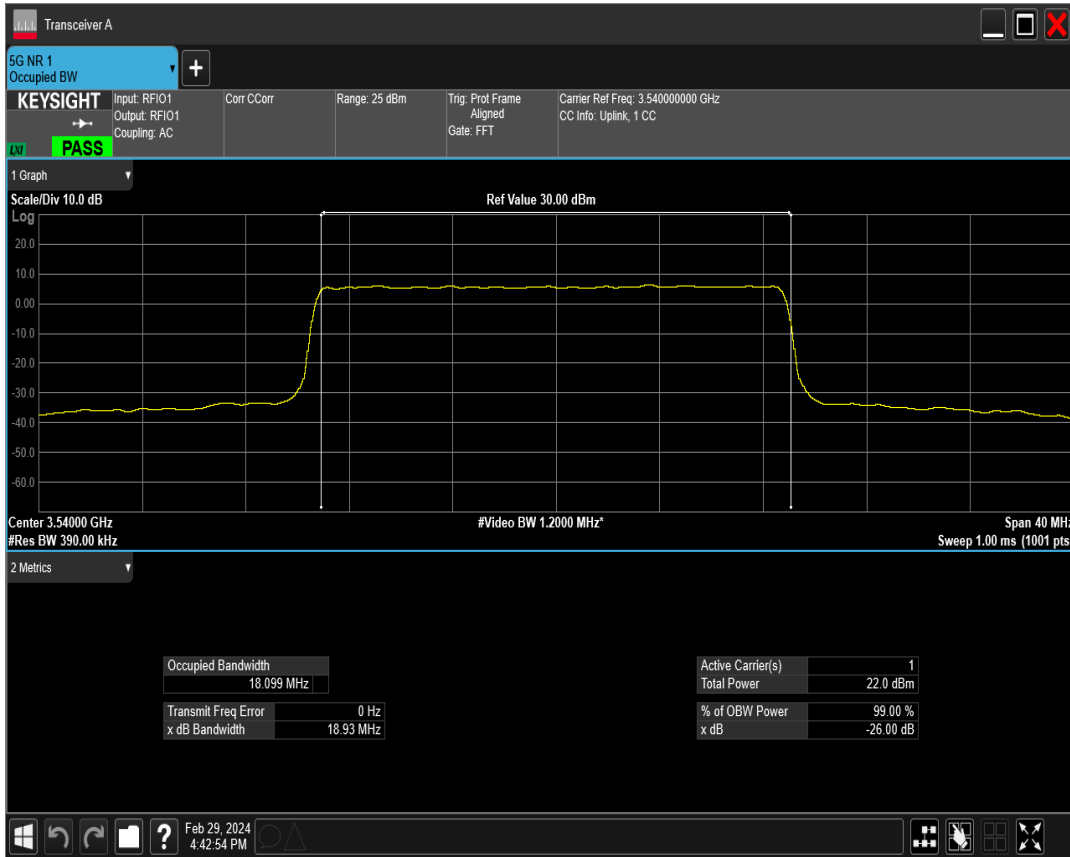 Transceiver A
5G NR 1
Occupied BW
KEYSIGHT
LXI
PASS
Input: RFIO1
Output: RFIO1
Coupling: AC
Corr CCorr
Range: 25 dBm
Trig: Prot Frame
Aligned
Gate: FFT
Carrier Ref Freq: 3.540000000 GHz
CC Info: Uplink, 1 CC
1 Graph
Scale/Div 10.0 dB
Ref Value 30.00 dBm
Log
20.0
10.0
0.00
-10.0
-20.0
-30.0
-40.0
-50.0
-60.0
Center 3.54000 GHz
#Video BW 1.2000 MHz*
Span 40 MHz
#Res BW 390.00 kHz
Sweep 1.00 ms (1001 pts
2 Metrics
Occupied Bandwidth
18.099 MHz
Transmit Freq Error 0 Hz
x dB Bandwidth 18.93 MHz
Active Carrier(s) 1
Total Power 22.0 dBm
% of OBW Power 99.00 %
x dB -26.00 dB
?
Feb 29, 2024
4:42:54 PM